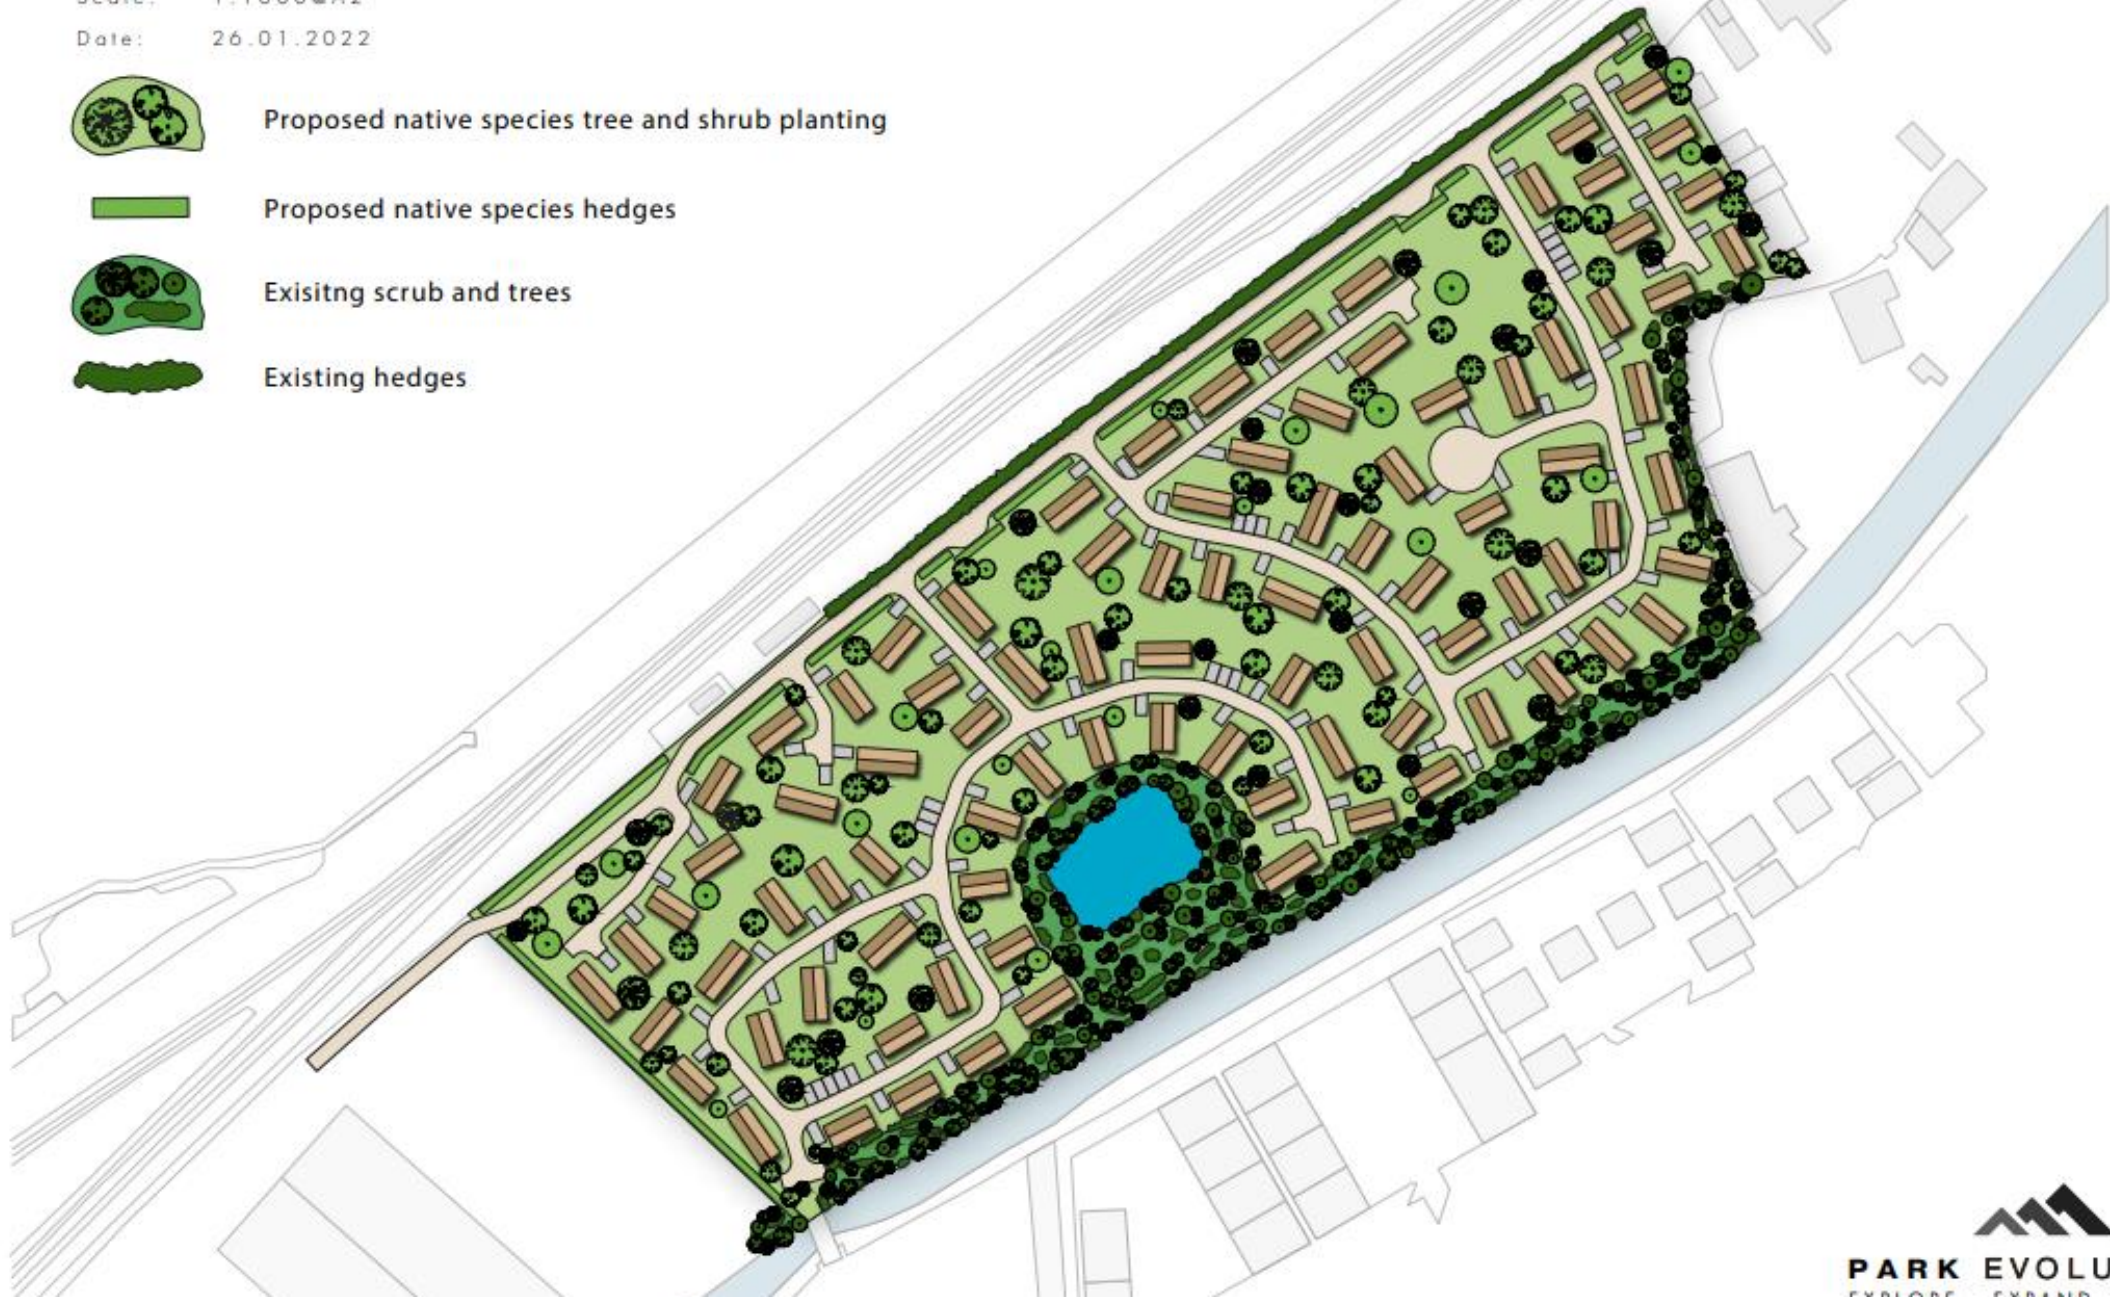 Date: 26.01.2022
Proposed native species tree and shrub planting
Proposed native species hedges
Exisitng scrub and trees
Existing hedges
PARK EVOLU